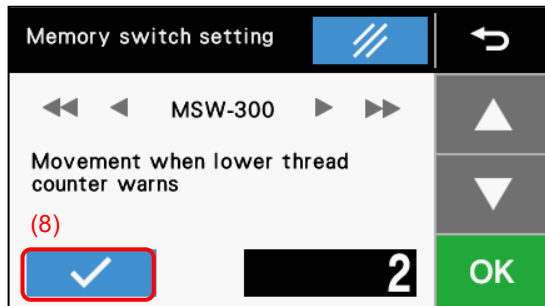 Memory switch setting
MSW-300
Movement when lower thread
counter warns
(8)
2
OK